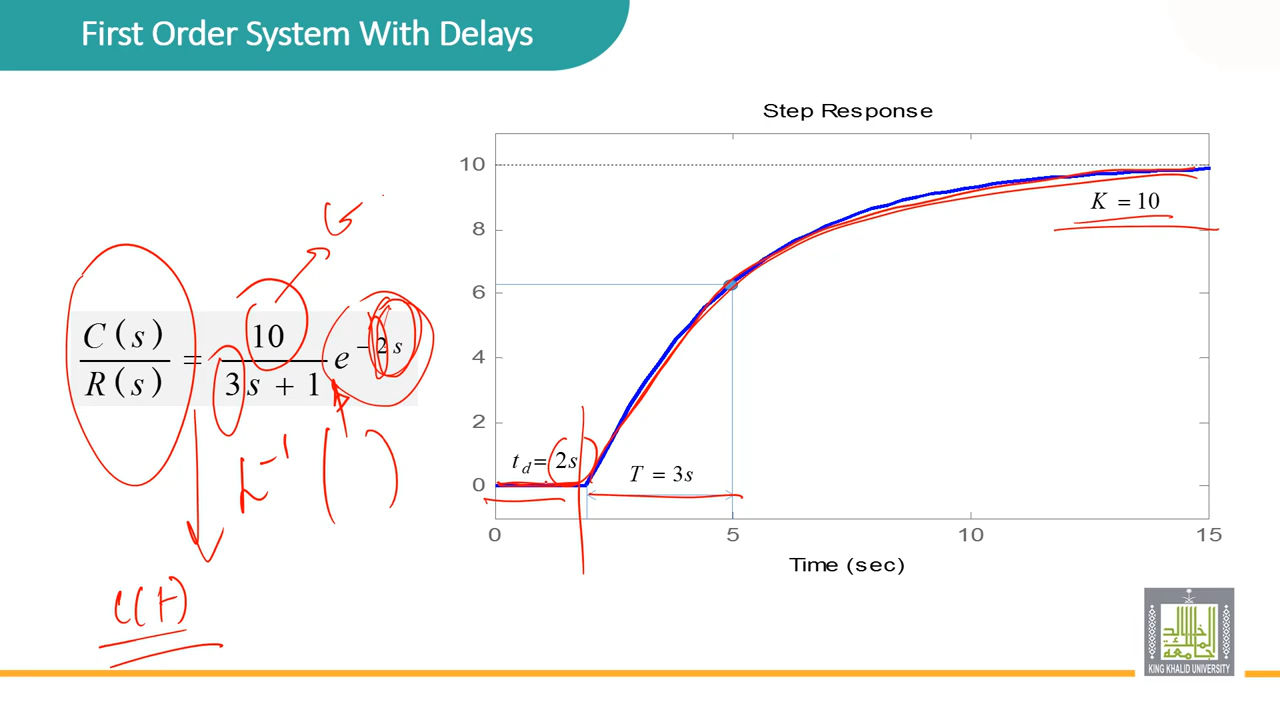 First Order System With Delays
Step Response
10
8
6
4
2
0
K = 10
C(s)/R(s) = 10/(3s + 1) e^-2s
t_d = 2s
T = 3s
0 5 10 15
Time (sec)
L^-1 ( )
C(t)
KING KHALID UNIVERSITY